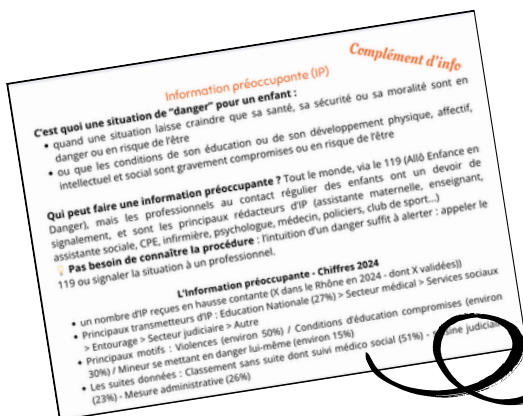 Complément d'info
Information préoccupante (IP)
C'est quoi une situation de "danger" pour un enfant :
• quand une situation laisse craindre que sa santé, sa sécurité ou sa moralité sont en
danger ou en risque de l'être
• ou que les conditions de son éducation ou de son développement physique, affectif,
intellectuel et social sont gravement compromises ou en risque de l'être
Qui peut faire une information préoccupante ? Tout le monde, via le 119 (Allô Enfance en
Danger), mais les professionnels au contact régulier des enfants ont un devoir de
signalement, et sont les principaux rédacteurs d'IP (assistante maternelle, enseignant,
assistante sociale, CPE, infirmière, psychologue, médecin, policiers, club de sport...)
💡 Pas besoin de connaître la procédure : l'intuition d'un danger suffit à alerter : appeler le
119 ou signaler la situation à un professionnel.
L'Information préoccupante - Chiffres 2024
• un nombre d'IP reçues en hausse contante (X dans le Rhône en 2024 - dont X validées))
• Principaux transmetteurs d'IP : Education Nationale (27%) > Secteur médical > Services sociaux
> Entourage > Secteur judiciaire > Autre
• Principaux motifs : Violences (environ 50%) / Conditions d'éducation compromises (environ
30%) / Mineur se mettant en danger lui-même (environ 15%)
• Les suites données : Classement sans suite dont suivi médico social (51%) - judiciai
(23%) - Mesure administrative (26%)